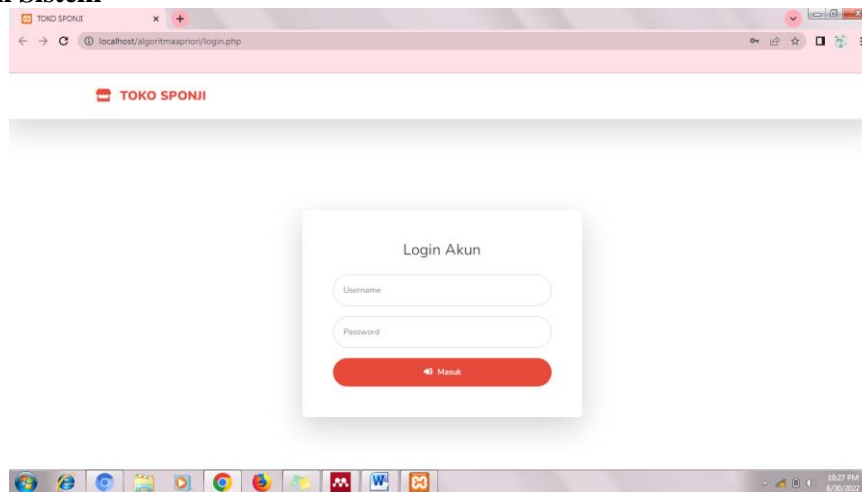 Sistem
TOKO SPONJI
localhost/algoritmaapriori/login.php
TOKO SPONJI
Login Akun
Username
Password
Masuk
10:27 PM
6/30/2022